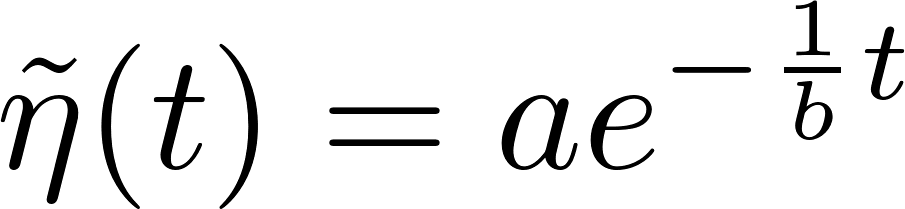 η̃(t) = ae^{-\frac{1}{b}t}